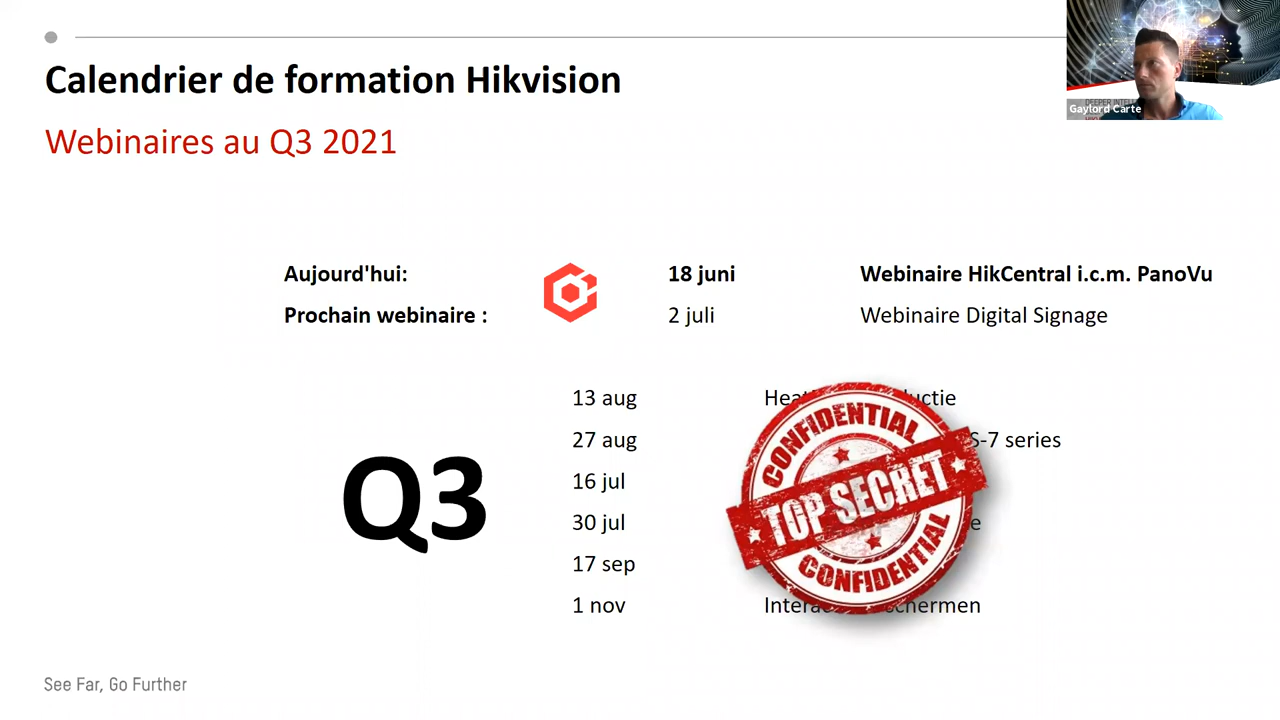 Calendrier de formation Hikvision
Webinaires au Q3 2021
DEEPER INTELL
Gaylord Carte
Aujourd'hui: 18 juni Webinaire HikCentral i.c.m. PanoVu
Prochain webinaire : 2 juli Webinaire Digital Signage
Q3
13 aug
27 aug S-7 series
16 jul
30 jul
17 sep
1 nov
CONFIDENTIAL
TOP SECRET
CONFIDENTIAL
See Far, Go Further